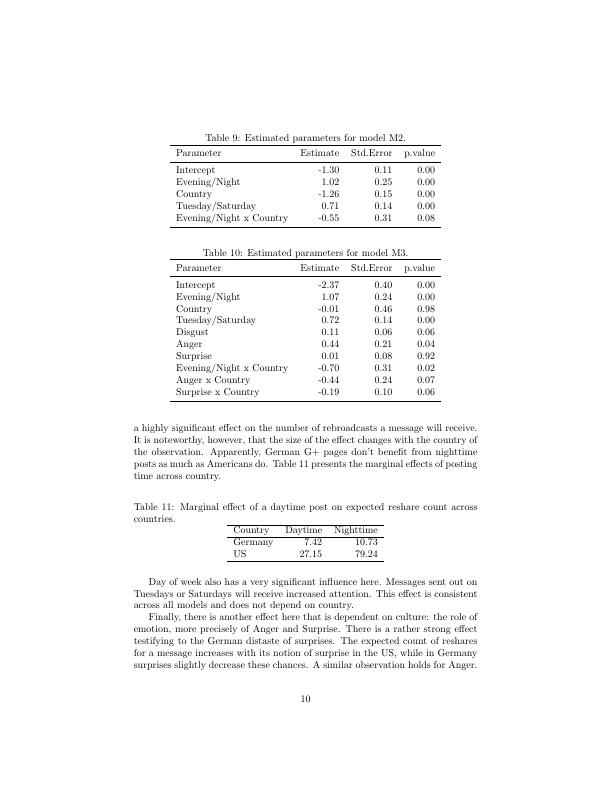 Table 9: Estimated parameters for model M2.
Parameter Estimate Std.Error p.value
Intercept -1.30 0.11 0.00
Evening/Night 1.02 0.25 0.00
Country -1.26 0.15 0.00
Tuesday/Saturday 0.71 0.14 0.00
Evening/Night x Country -0.55 0.31 0.08
Table 10: Estimated parameters for model M3.
Parameter Estimate Std.Error p.value
Intercept -2.37 0.40 0.00
Evening/Night 1.07 0.24 0.00
Country -0.01 0.46 0.98
Tuesday/Saturday 0.72 0.14 0.00
Disgust 0.11 0.06 0.06
Anger 0.44 0.21 0.04
Surprise 0.01 0.08 0.92
Evening/Night x Country -0.70 0.31 0.02
Anger x Country -0.44 0.24 0.07
Surprise x Country -0.19 0.10 0.06
a highly significant effect on the number of rebroadcasts a message will receive.
It is noteworthy, however, that the size of the effect changes with the country of
the observation. Apparently, German G+ pages don't benefit from nighttime
posts as much as Americans do. Table 11 presents the marginal effects of posting
time across country.
Table 11: Marginal effect of a daytime post on expected reshare count across
countries.
Country Daytime Nighttime
Germany 7.42 10.73
US 27.15 79.24
Day of week also has a very significant influence here. Messages sent out on
Tuesdays or Saturdays will receive increased attention. This effect is consistent
across all models and does not depend on country.
Finally, there is another effect here that is dependent on culture: the role of
emotion, more precisely of Anger and Surprise. There is a rather strong effect
testifying to the German distaste of surprises. The expected count of reshares
for a message increases with its notion of surprise in the US, while in Germany
surprises slightly decrease these chances. A similar observation holds for Anger.
10